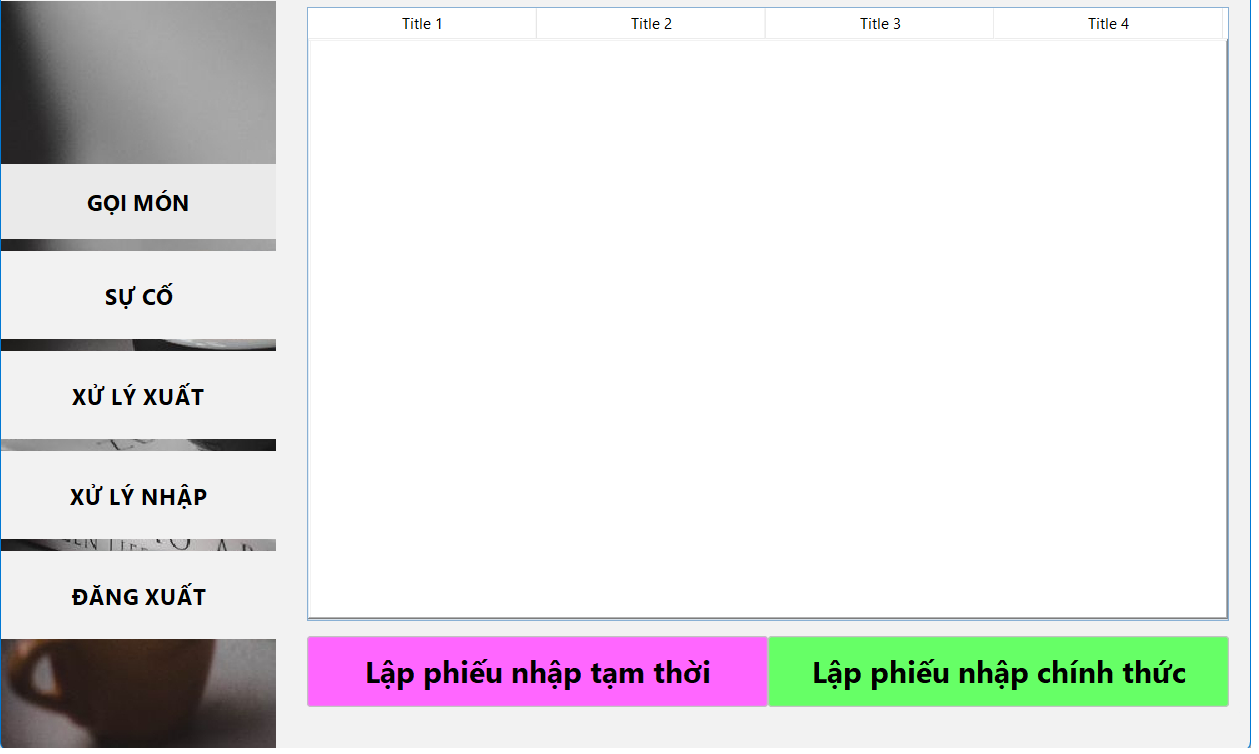 Title 1
Title 2
Title 3
Title 4
GỌI MÓN
SỰ CỐ
XỬ LÝ XUẤT
XỬ LÝ NHẬP
ĐĂNG XUẤT
Lập phiếu nhập tạm thời
Lập phiếu nhập chính thức